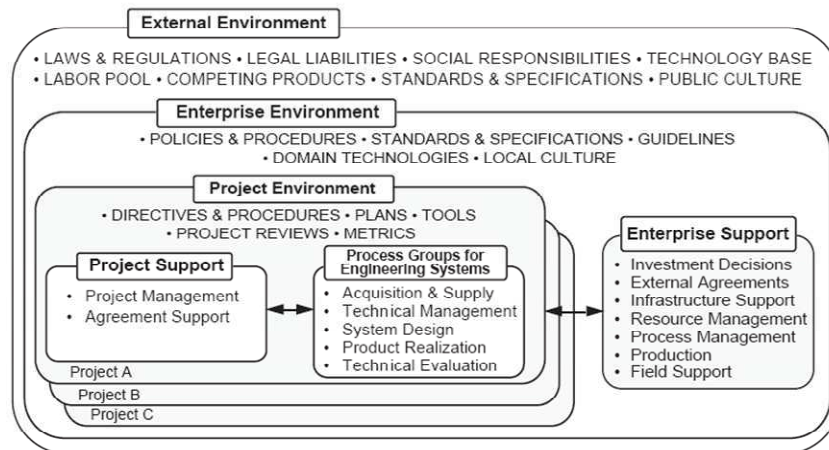 External Environment
• LAWS & REGULATIONS • LEGAL LIABILITIES • SOCIAL RESPONSIBILITIES • TECHNOLOGY BASE
• LABOR POOL • COMPETING PRODUCTS • STANDARDS & SPECIFICATIONS • PUBLIC CULTURE
Enterprise Environment
• POLICIES & PROCEDURES • STANDARDS & SPECIFICATIONS • GUIDELINES
• DOMAIN TECHNOLOGIES • LOCAL CULTURE
Project Environment
• DIRECTIVES & PROCEDURES • PLANS • TOOLS
• PROJECT REVIEWS • METRICS
Project Support
• Project Management
• Agreement Support
Process Groups for
Engineering Systems
• Acquisition & Supply
• Technical Management
• System Design
• Product Realization
• Technical Evaluation
Project A
Project B
Project C
Enterprise Support
• Investment Decisions
• External Agreements
• Infrastructure Support
• Resource Management
• Process Management
• Production
• Field Support